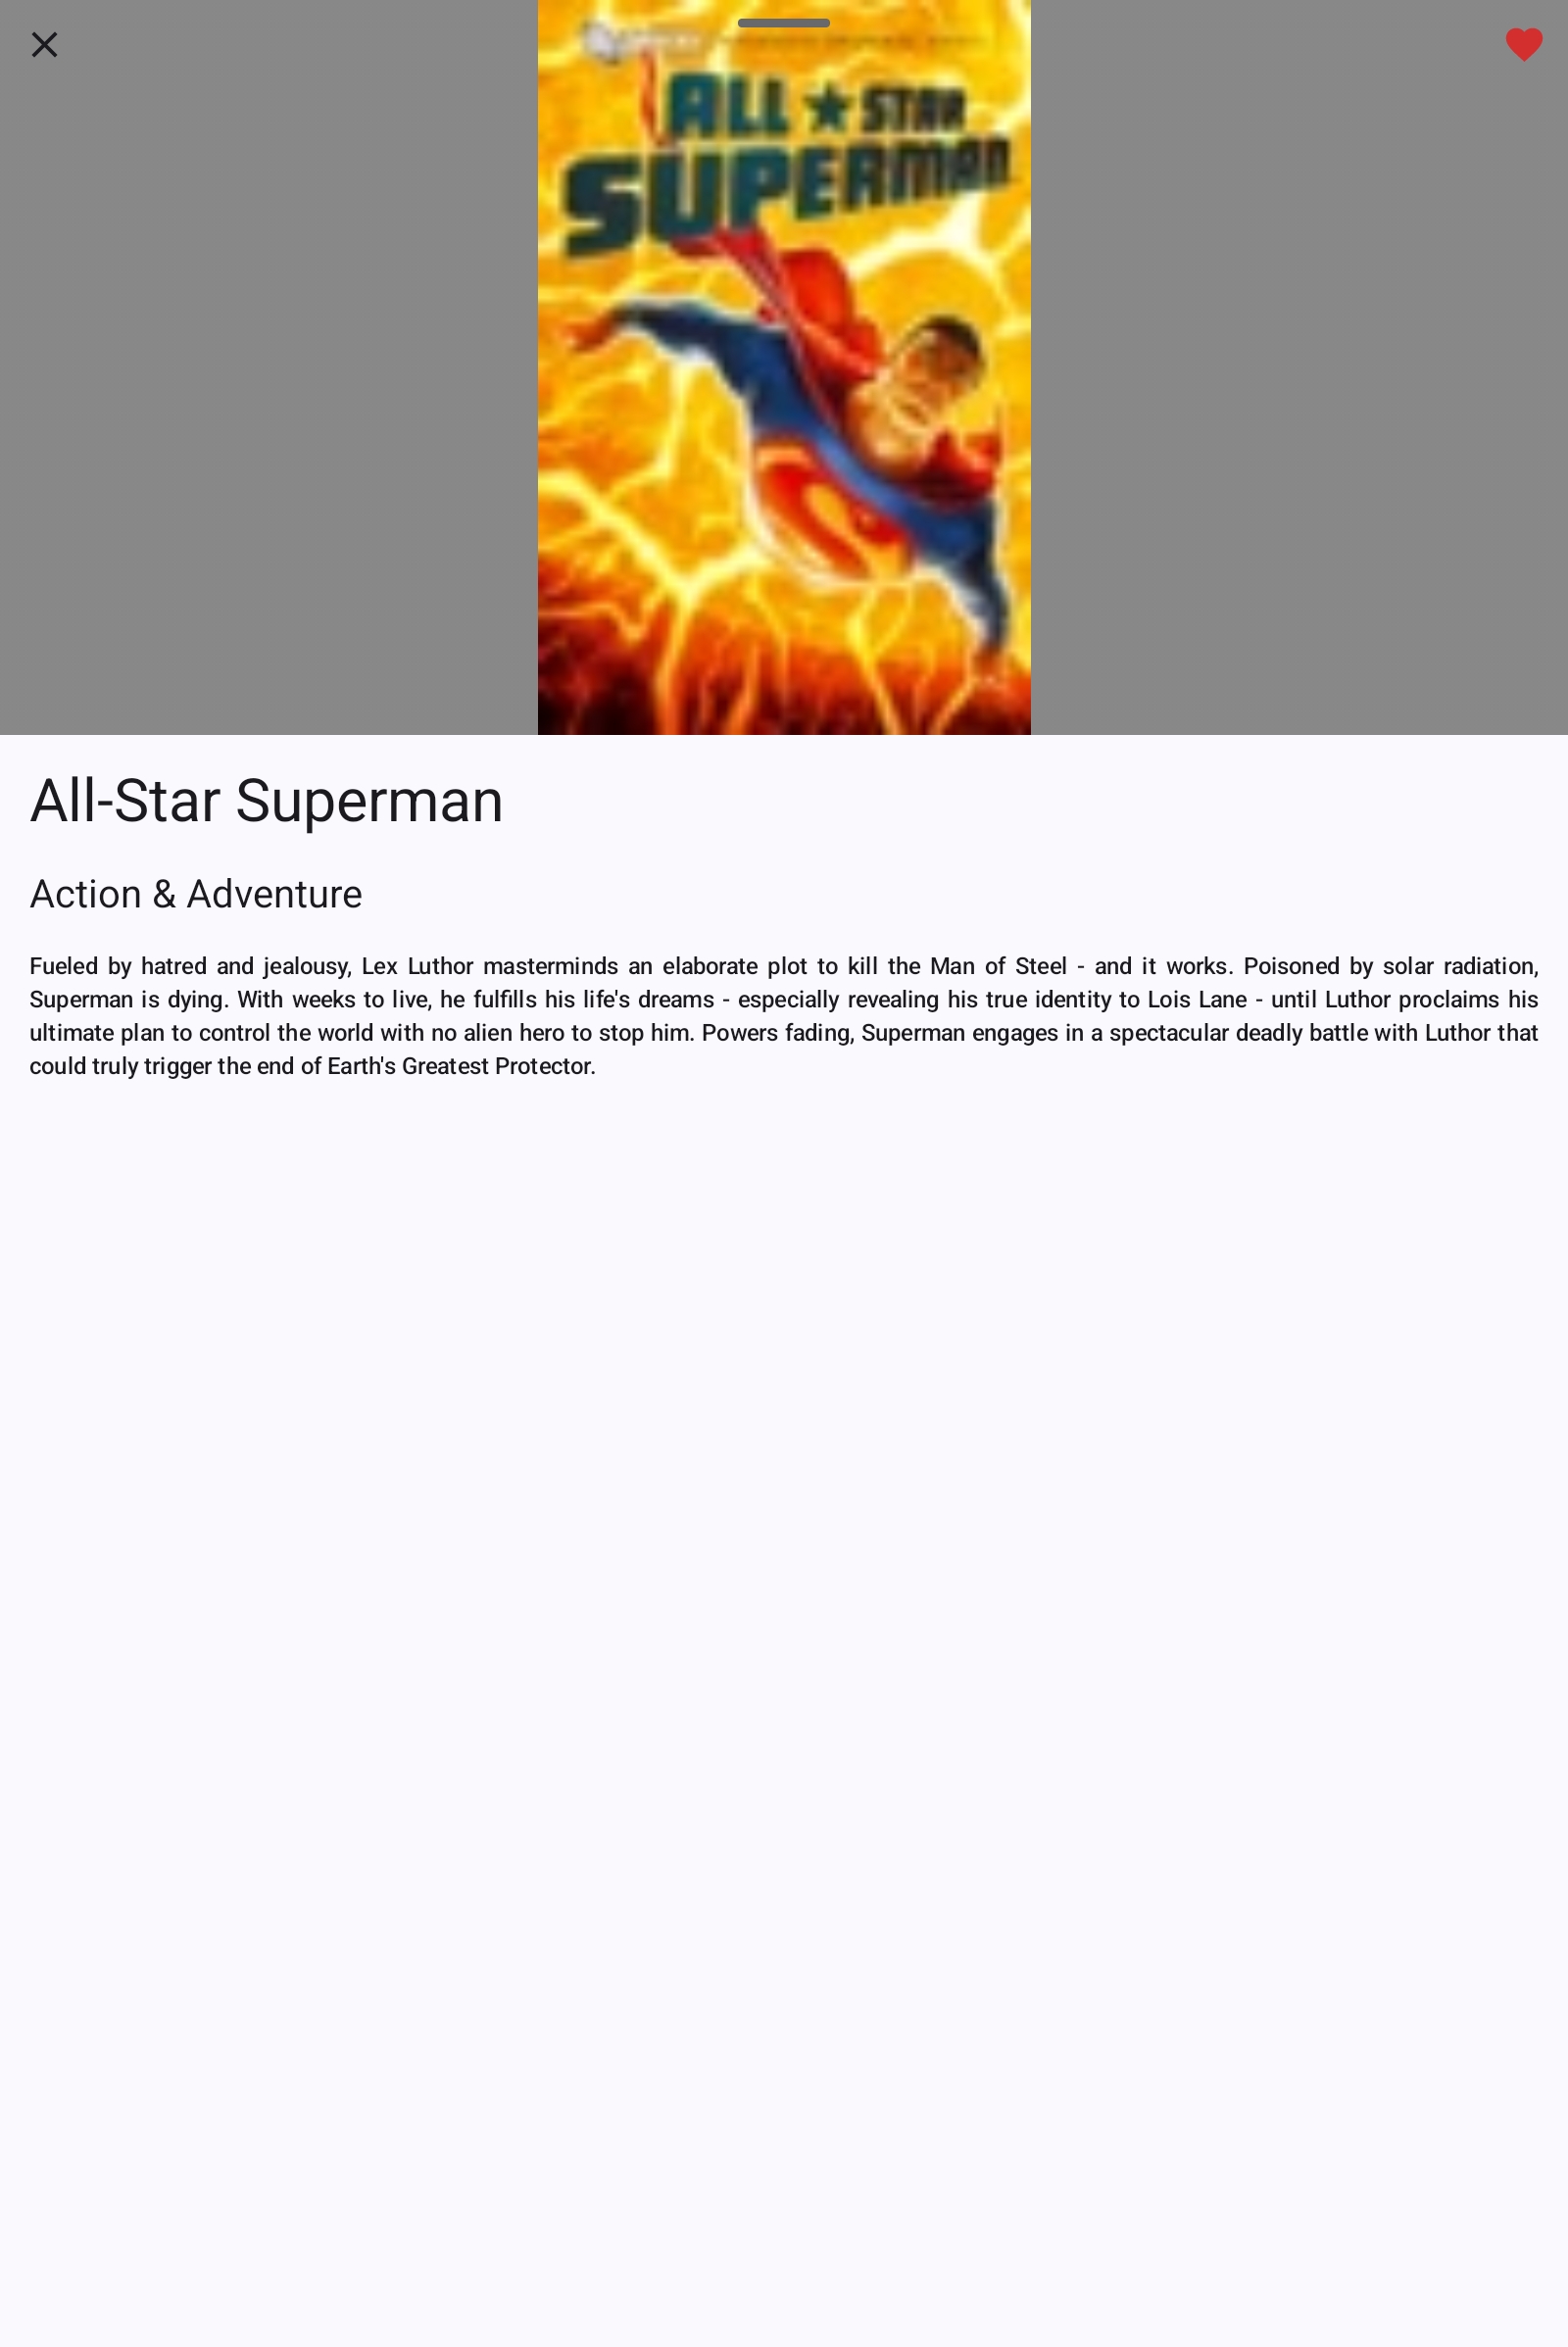 ALL ★ STAR
SUPERMAN
All-Star Superman
Action & Adventure
Fueled by hatred and jealousy, Lex Luthor masterminds an elaborate plot to kill the Man of Steel - and it works. Poisoned by solar radiation,
Superman is dying. With weeks to live, he fulfills his life's dreams - especially revealing his true identity to Lois Lane - until Luthor proclaims his
ultimate plan to control the world with no alien hero to stop him. Powers fading, Superman engages in a spectacular deadly battle with Luthor that
could truly trigger the end of Earth's Greatest Protector.